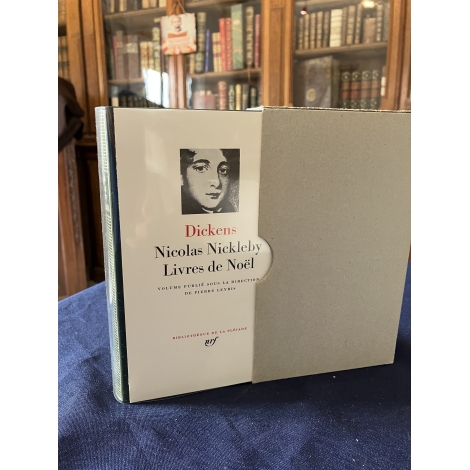 Dickens
Nicolas Nickleby
Livres de Noël
VOLUME PUBLIÉ SOUS LA DIRECTION
DE PIERRE LEYRIS
BIBLIOTHÈQUE DE LA PLÉIADE
nrf